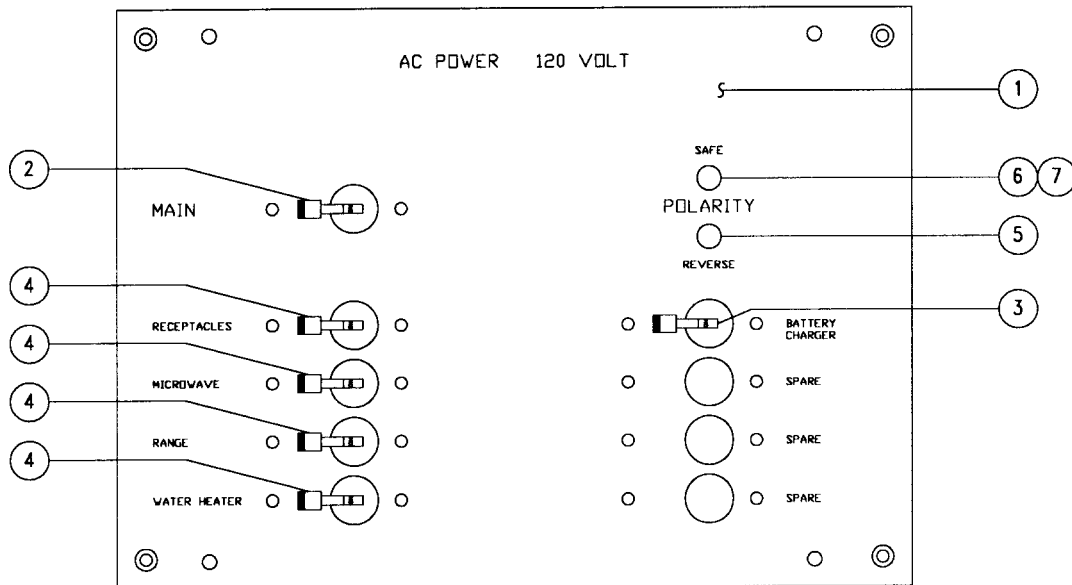 AC POWER 120 VOLT
1
SAFE
2
6 7
MAIN
POLARITY
5
REVERSE
4
3
RECEPTACLES
BATTERY
CHARGER
4
MICROWAVE
SPARE
4
RANGE
SPARE
4
WATER HEATER
SPARE